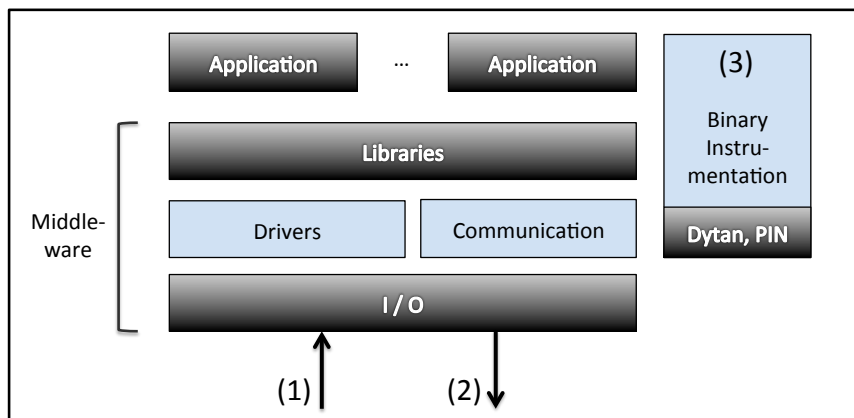 Application
...
Application
(3)
Binary
Instru-
mentation
Libraries
Middle-
ware
Drivers
Communication
Dytan, PIN
I / O
(1)
(2)